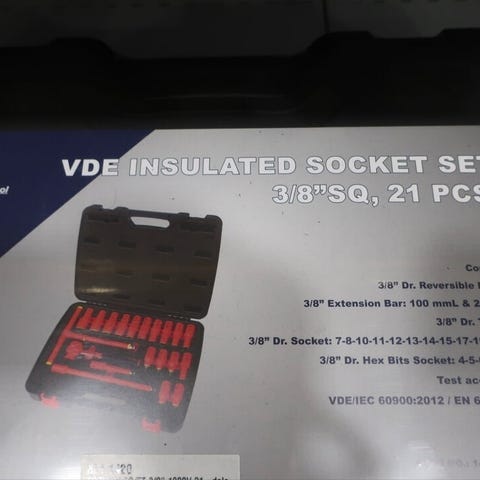 VDE INSULATED SOCKET SET
3/8”SQ, 21 PCS
3/8” Dr. Reversible
3/8” Extension Bar: 100 mmL & 2
3/8” Dr.
3/8” Dr. Socket: 7-8-10-11-12-13-14-15-17-1
3/8” Dr. Hex Bits Socket: 4-5-
Test
VDE/IEC 60900:2012 / EN 6